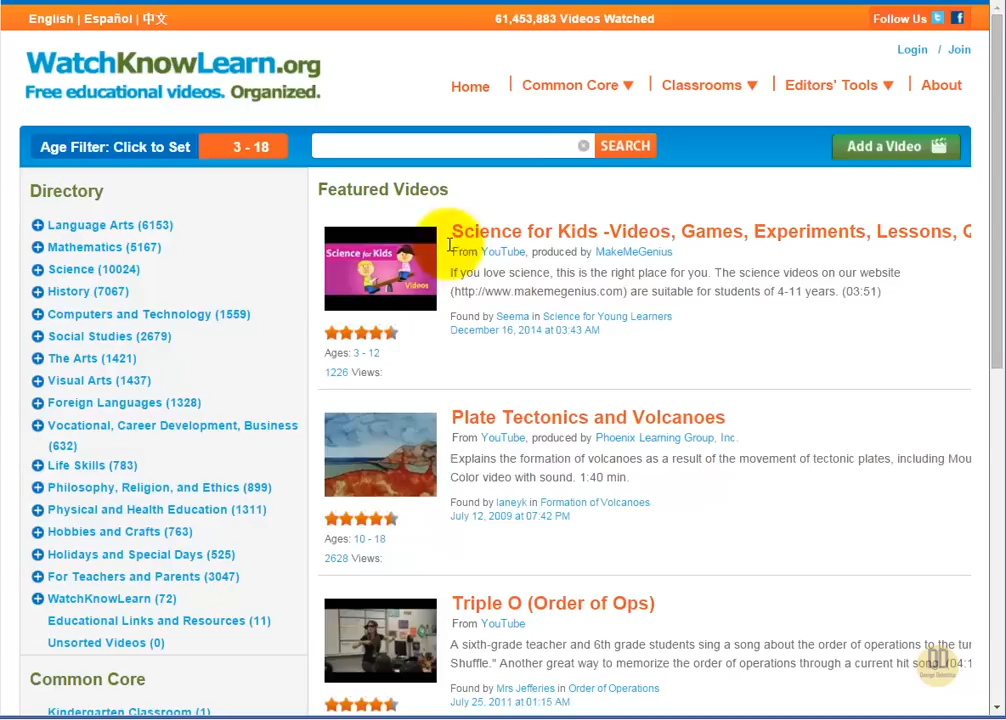 English | Español | 中文
61,453,883 Videos Watched
Follow Us
Login / Join
WatchKnowLearn.org
Free educational videos. Organized.
Home | Common Core ▼ | Classrooms ▼ | Editors' Tools ▼ | About
Age Filter: Click to Set 3 - 18
SEARCH
Add a Video
Directory
Language Arts (6153)
Mathematics (5167)
Science (10024)
History (7067)
Computers and Technology (1559)
Social Studies (2679)
The Arts (1421)
Visual Arts (1437)
Foreign Languages (1328)
Vocational, Career Development, Business
(632)
Life Skills (783)
Philosophy, Religion, and Ethics (899)
Physical and Health Education (1311)
Hobbies and Crafts (763)
Holidays and Special Days (525)
For Teachers and Parents (3047)
WatchKnowLearn (72)
Educational Links and Resources (11)
Unsorted Videos (0)
Common Core
Kindergarten Classroom (1)
Featured Videos
Science for Kids
Videos
Science for Kids -Videos, Games, Experiments, Lessons,
From YouTube, produced by MakeMeGenius
If you love science, this is the right place for you. The science videos on our website
(http://www.makemegenius.com) are suitable for students of 4-11 years. (03:51)
Found by Seema in Science for Young Learners
December 16, 2014 at 03:43 AM
Ages: 3 - 12
1226 Views:
Plate Tectonics and Volcanoes
From YouTube, produced by Phoenix Learning Group, Inc.
Explains the formation of volcanoes as a result of the movement of tectonic plates, including Mou
Color video with sound. 1:40 min.
Found by laneyk in Formation of Volcanoes
July 12, 2009 at 07:42 PM
Ages: 10 - 18
2628 Views:
Triple O (Order of Ops)
From YouTube
A sixth-grade teacher and 6th grade students sing a song about the order of operations to the tur
Shuffle." Another great way to memorize the order of operations through a current hit song. (04:1
Found by Mrs Jefferies in Order of Operations
July 25, 2011 at 01:15 AM